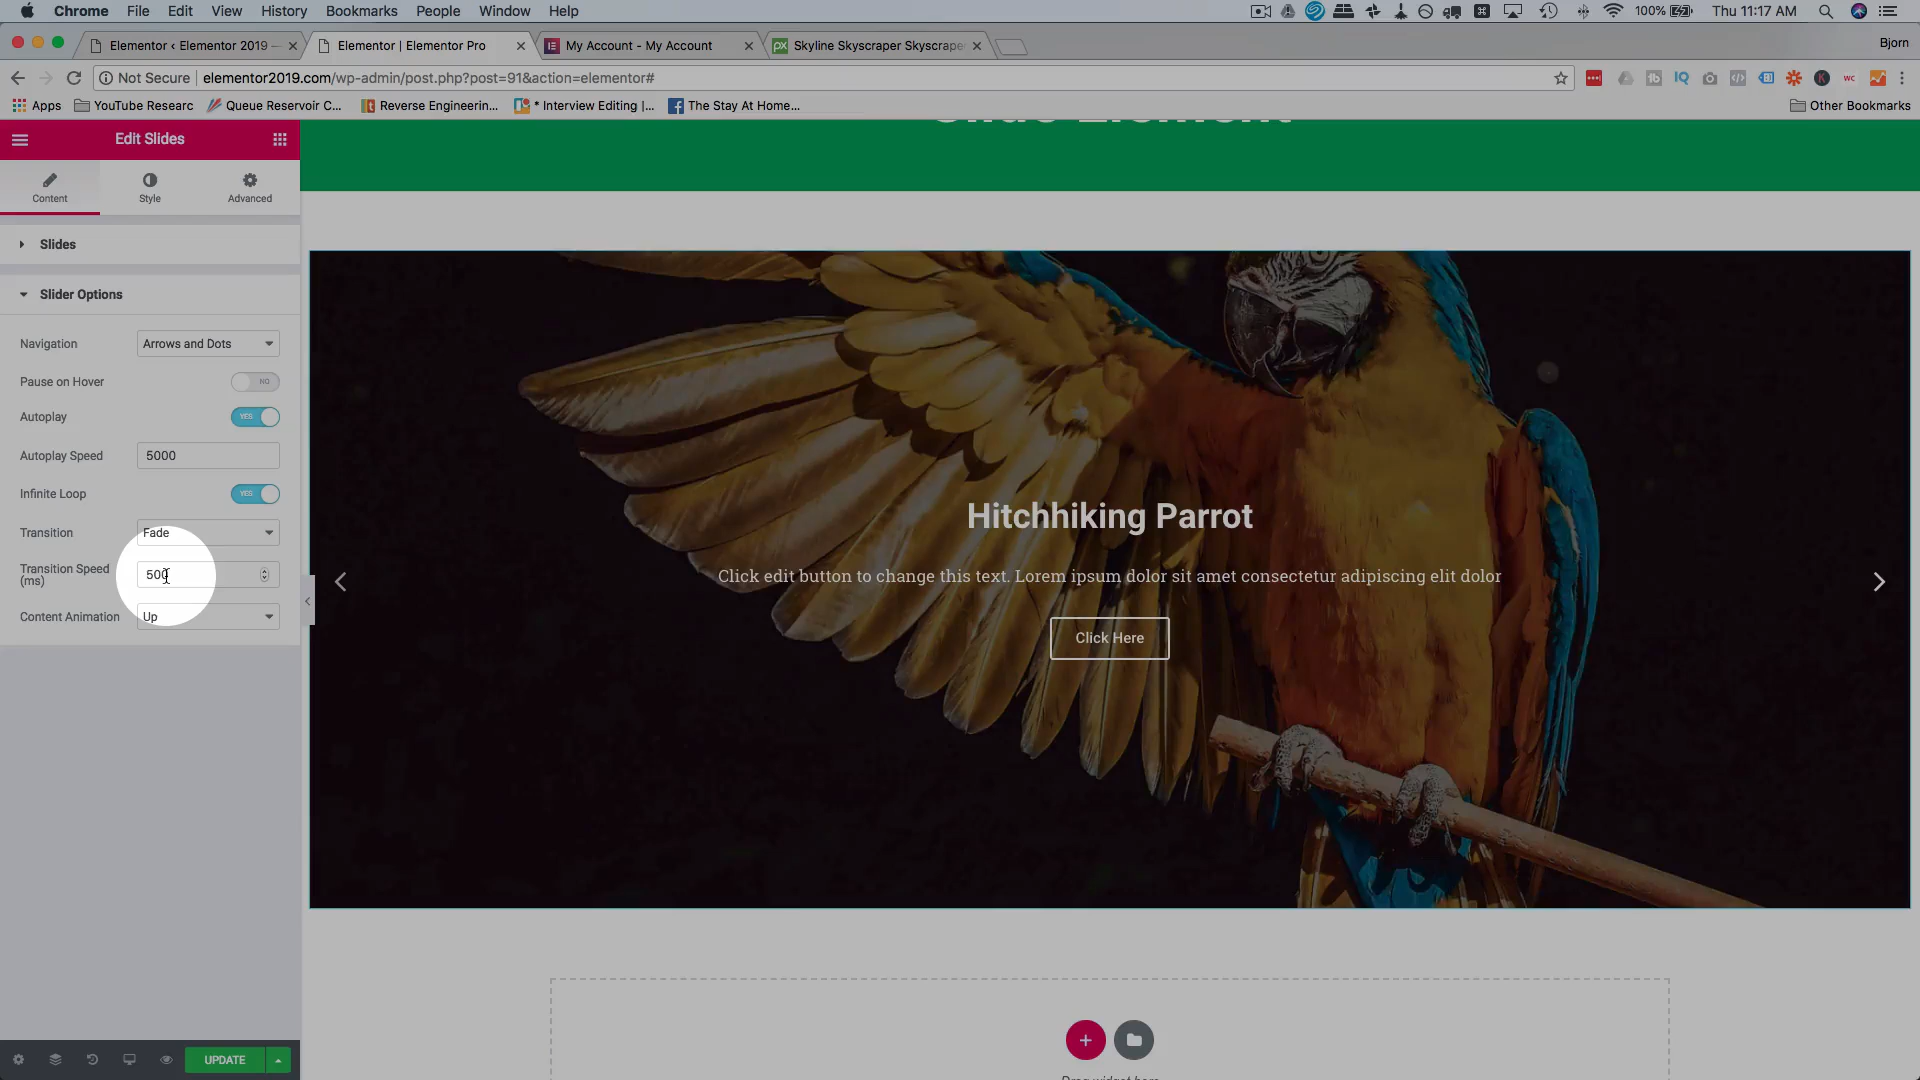 Chrome File Edit View History Bookmarks People Window Help 100% Thu 11:17 AM
Elementor ‹ Elementor 2019 — Elementor | Elementor Pro My Account - My Account Skyline Skyscraper Skyscrape Bjorn
Not Secure | elementor2019.com/wp-admin/post.php?post=91&action=elementor#
Apps YouTube Researc Queue Reservoir C... Reverse Engineerin... * Interview Editing |... The Stay At Home... Other Bookmarks
Edit Slides
Content Style Advanced
Slides
Slider Options
Navigation Arrows and Dots
Pause on Hover NO
Autoplay YES
Autoplay Speed 5000
Infinite Loop YES
Transition Fade
Transition Speed (ms) 500
Content Animation Up
UPDATE
Slide Element
Hitchhiking Parrot
Click edit button to change this text. Lorem ipsum dolor sit amet consectetur adipiscing elit dolor
Click Here